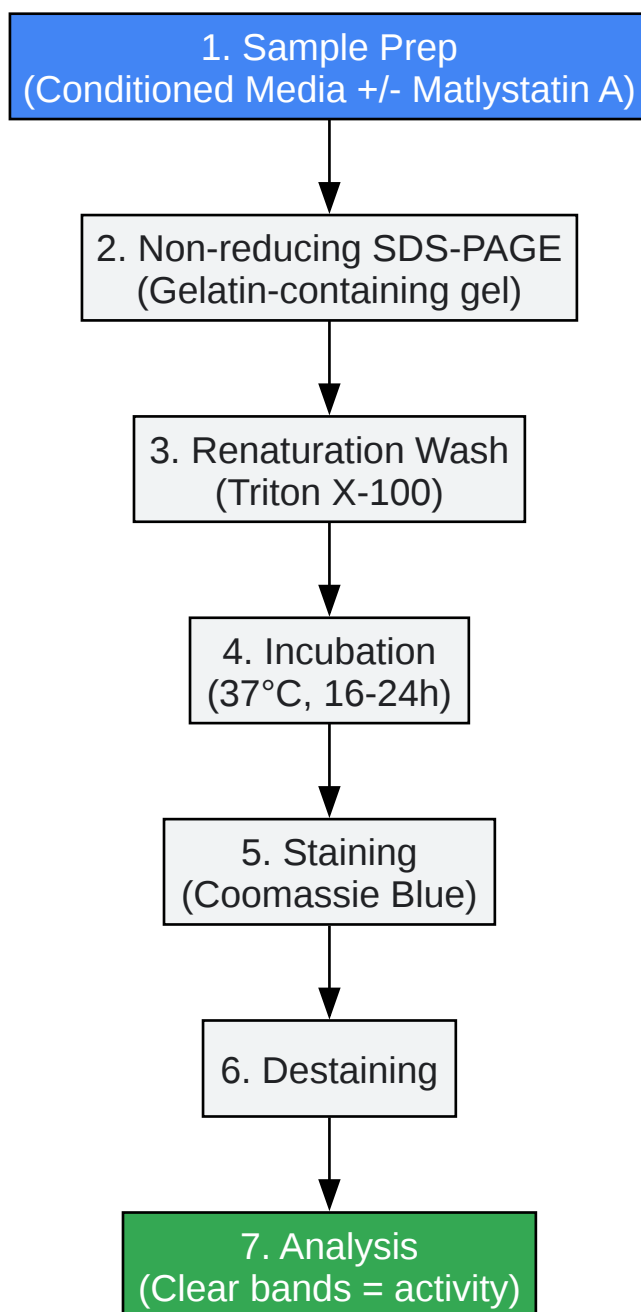 1. Sample Prep
(Conditioned Media +/- Matlystatin A)
2. Non-reducing SDS-PAGE
(Gelatin-containing gel)
3. Renaturation Wash
(Triton X-100)
4. Incubation
(37°C, 16-24h)
5. Staining
(Coomassie Blue)
6. Destaining
7. Analysis
(Clear bands = activity)